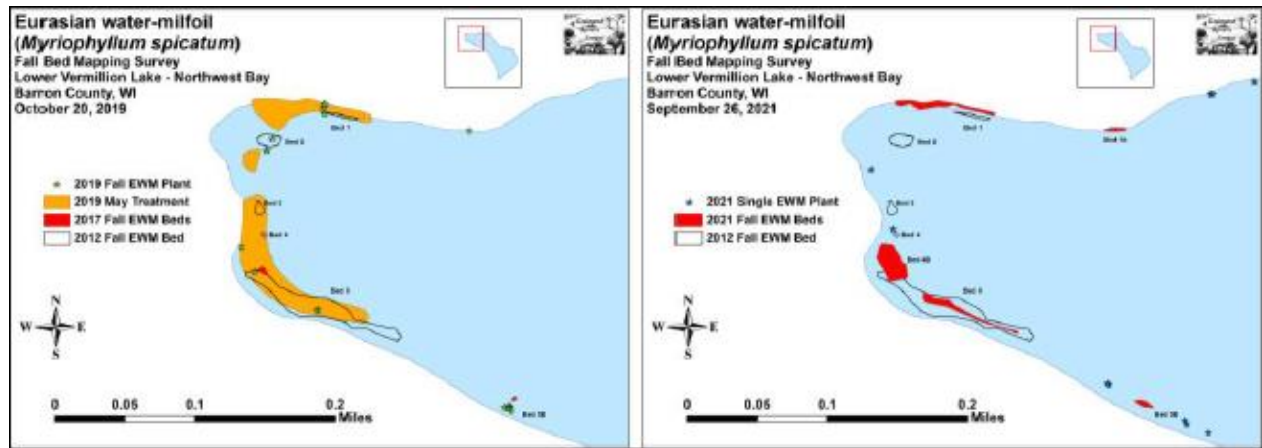 Eurasian water-milfoil
(Myriophyllum spicatum)
Fall Bed Mapping Survey
Lower Vermillion Lake - Northwest Bay
Barron County, WI
October 20, 2019
Bed 1
Bed 2
2019 Fall EWM Plant
2019 May Treatment
2017 Fall EWM Beds
2012 Fall EWM Bed
Bed 3
Bed 4
Bed 5
N
W E
S
0 0.05 0.1 0.2
Miles
Eurasian water-milfoil
(Myriophyllum spicatum)
Fall Bed Mapping Survey
Lower Vermillion Lake - Northwest Bay
Barron County, WI
September 26, 2021
Bed 1
Bed 2
2021 Single EWM Plant
2021 Fall EWM Beds
2012 Fall EWM Bed
Bed 3
Bed 4
Bed 4B
Bed 5
N
W E
S
0 0.05 0.1 0.2
Miles